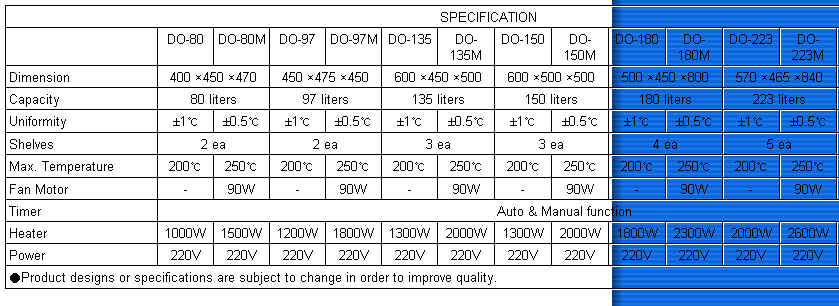 SPECIFICATION
DO-80 DO-80M DO-97 DO-97M DO-135 DO-135M DO-150 DO-150M DO-180 DO-180M DO-223 DO-223M
Dimension 400 ×450 ×470 450 ×475 ×450 600 ×450 ×500 600 ×500 ×500 500 ×450 ×800 570 ×465 ×840
Capacity 80 liters 97 liters 135 liters 150 liters 180 liters 223 liters
Uniformity ±1℃ ±0.5℃ ±1℃ ±0.5℃ ±1℃ ±0.5℃ ±1℃ ±0.5℃ ±1℃ ±0.5℃ ±1℃ ±0.5℃
Shelves 2 ea 2 ea 3 ea 3 ea 4 ea 5 ea
Max. Temperature 200℃ 250℃ 200℃ 250℃ 200℃ 250℃ 200℃ 250℃ 200℃ 250℃ 200℃ 250℃
Fan Motor - 90W - 90W - 90W - 90W - 90W - 90W
Timer Auto & Manual function
Heater 1000W 1500W 1200W 1800W 1300W 2000W 1300W 2000W 1800W 2300W 2000W 2600W
Power 220V 220V 220V 220V 220V 220V 220V 220V 220V 220V 220V 220V
●Product designs or specifications are subject to change in order to improve quality.